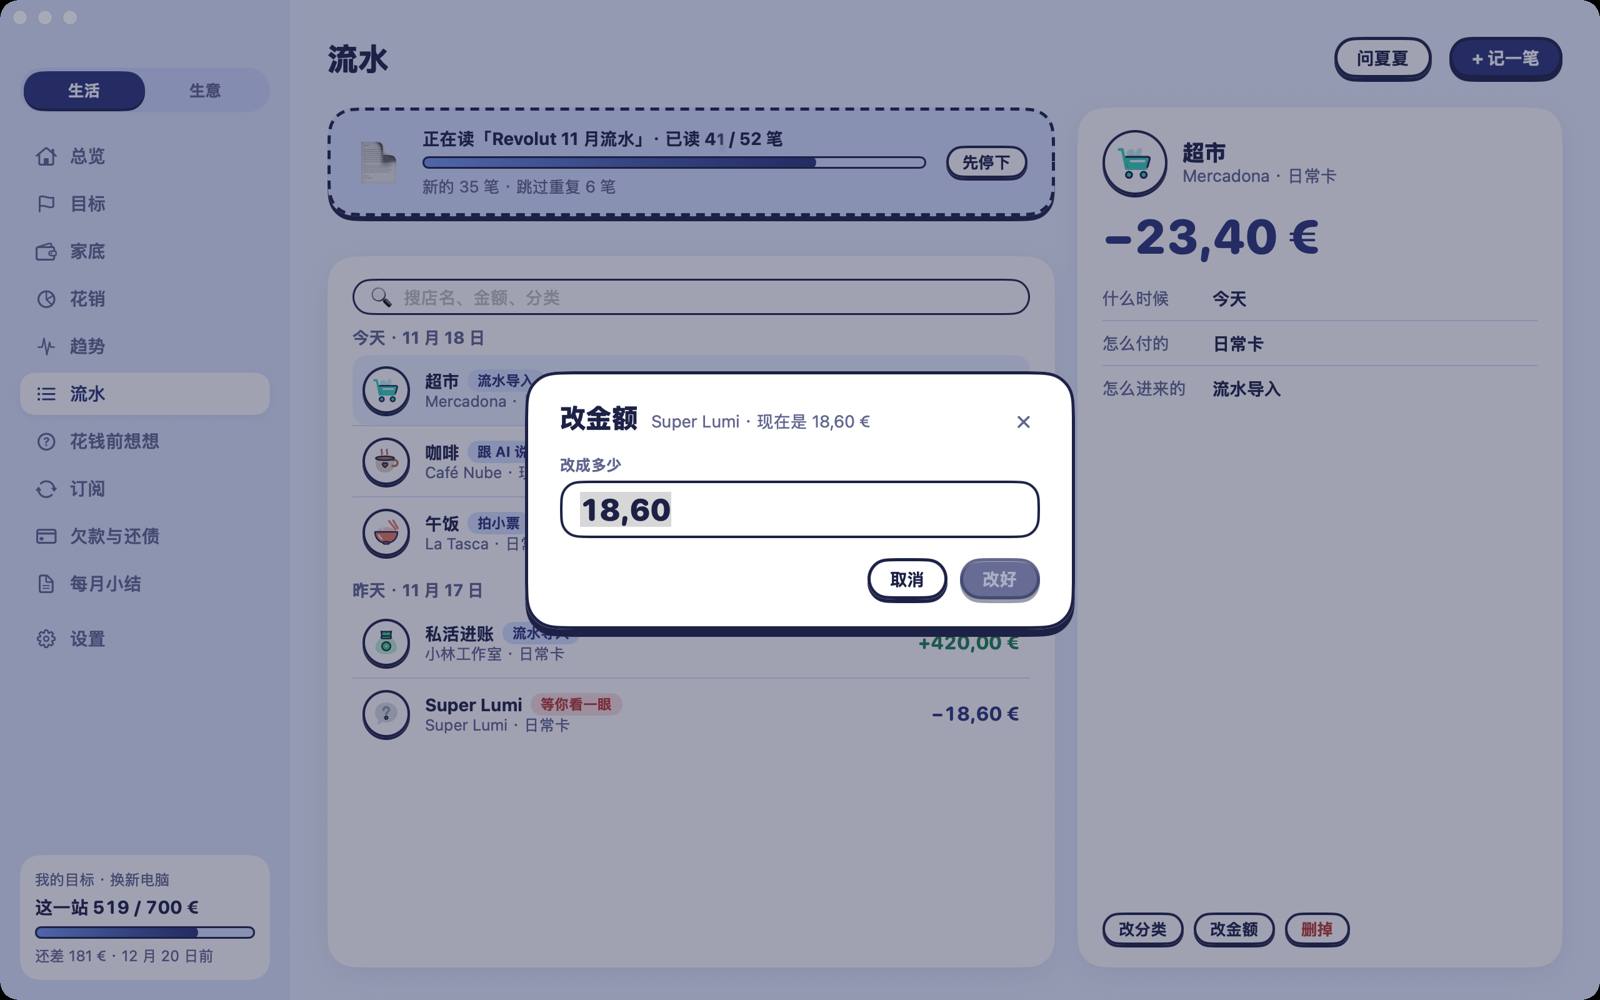 生活
生意
总览
目标
家底
花销
趋势
流水
花钱前想想
订阅
欠款与还债
每月小结
设置
我的目标 · 换新电脑
这一站 519 / 700 €
还差 181 € · 12 月 20 日前
流水
问夏夏
+ 记一笔
正在读「Revolut 11 月流水」 · 已读 41 / 52 笔
新的 35 笔 · 跳过重复 6 笔
先停下
搜店名、金额、分类
今天 · 11 月 18 日
超市 流水导入
Mercadona ·
咖啡 跟 AI 说
Café Nube ·
午饭 拍小票
La Tasca · 日常
昨天 · 11 月 17 日
私活进账 流水导入
小林工作室 · 日常卡
+420,00 €
Super Lumi 等你看一眼
Super Lumi · 日常卡
−18,60 €
改金额 Super Lumi · 现在是 18,60 €
改成多少
18,60
取消
改好
超市
Mercadona · 日常卡
−23,40 €
什么时候 今天
怎么付的 日常卡
怎么进来的 流水导入
改分类
改金额
删掉